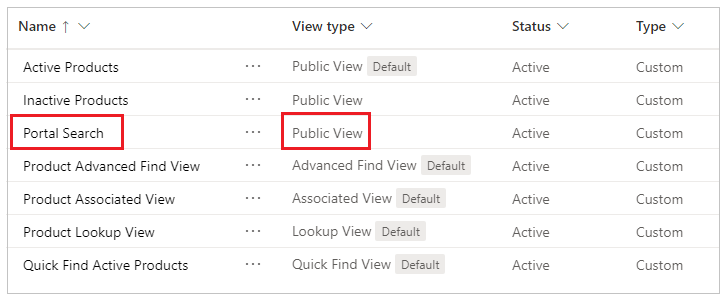 Name ↑ View type Status Type
Active Products ··· Public View Default Active Custom
Inactive Products ··· Public View Active Custom
Portal Search ··· Public View Active Custom
Product Advanced Find View ··· Advanced Find View Default Active Custom
Product Associated View ··· Associated View Default Active Custom
Product Lookup View ··· Lookup View Default Active Custom
Quick Find Active Products ··· Quick Find View Default Active Custom